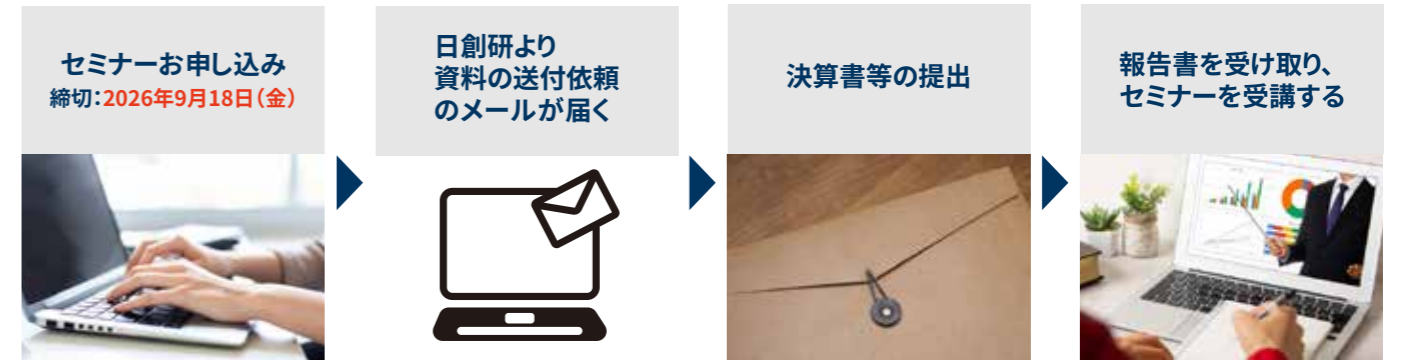 セミナーお申し込み
締切：2026年9月18日（金）
日創研より
資料の送付依頼
のメールが届く
決算書等の提出
報告書を受け取り、
セミナーを受講する